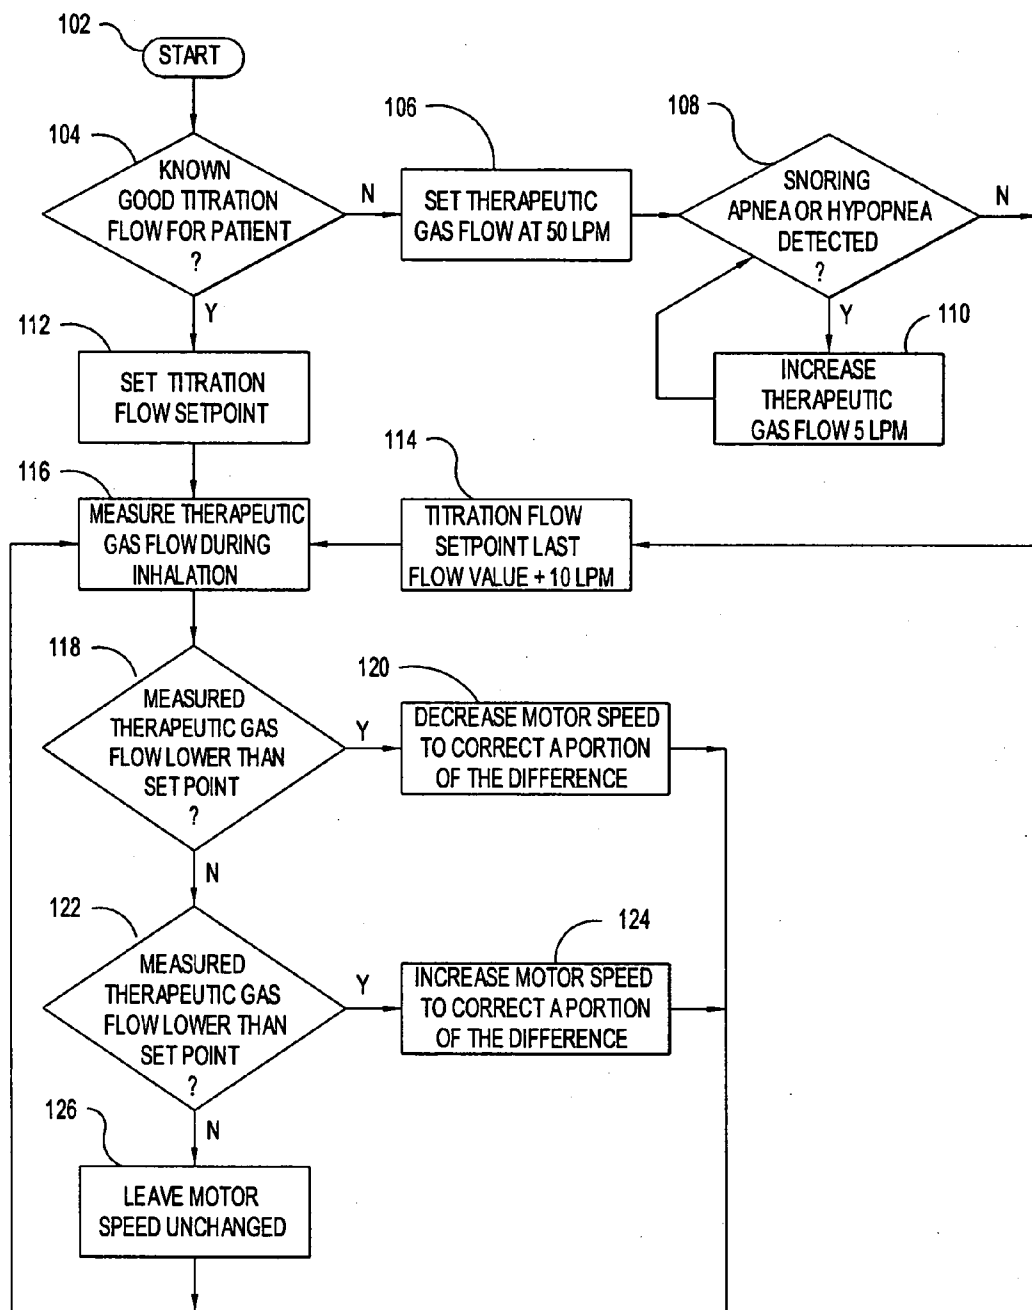 102
START
104
KNOWN
GOOD TITRATION
FLOW FOR PATIENT
?
N
Y
106
SET THERAPEUTIC
GAS FLOW AT 50 LPM
108
SNORING
APNEA OR HYPOPNEA
DETECTED
?
N
Y
110
INCREASE
THERAPEUTIC
GAS FLOW 5 LPM
112
SET TITRATION
FLOW SETPOINT
114
TITRATION FLOW
SETPOINT LAST
FLOW VALUE + 10 LPM
116
MEASURE THERAPEUTIC
GAS FLOW DURING
INHALATION
118
MEASURED
THERAPEUTIC GAS
FLOW LOWER THAN
SET POINT
?
Y
N
120
DECREASE MOTOR SPEED
TO CORRECT A PORTION
OF THE DIFFERENCE
122
MEASURED
THERAPEUTIC GAS
FLOW LOWER THAN
SET POINT
?
Y
N
124
INCREASE MOTOR SPEED
TO CORRECT A PORTION
OF THE DIFFERENCE
126
LEAVE MOTOR
SPEED UNCHANGED